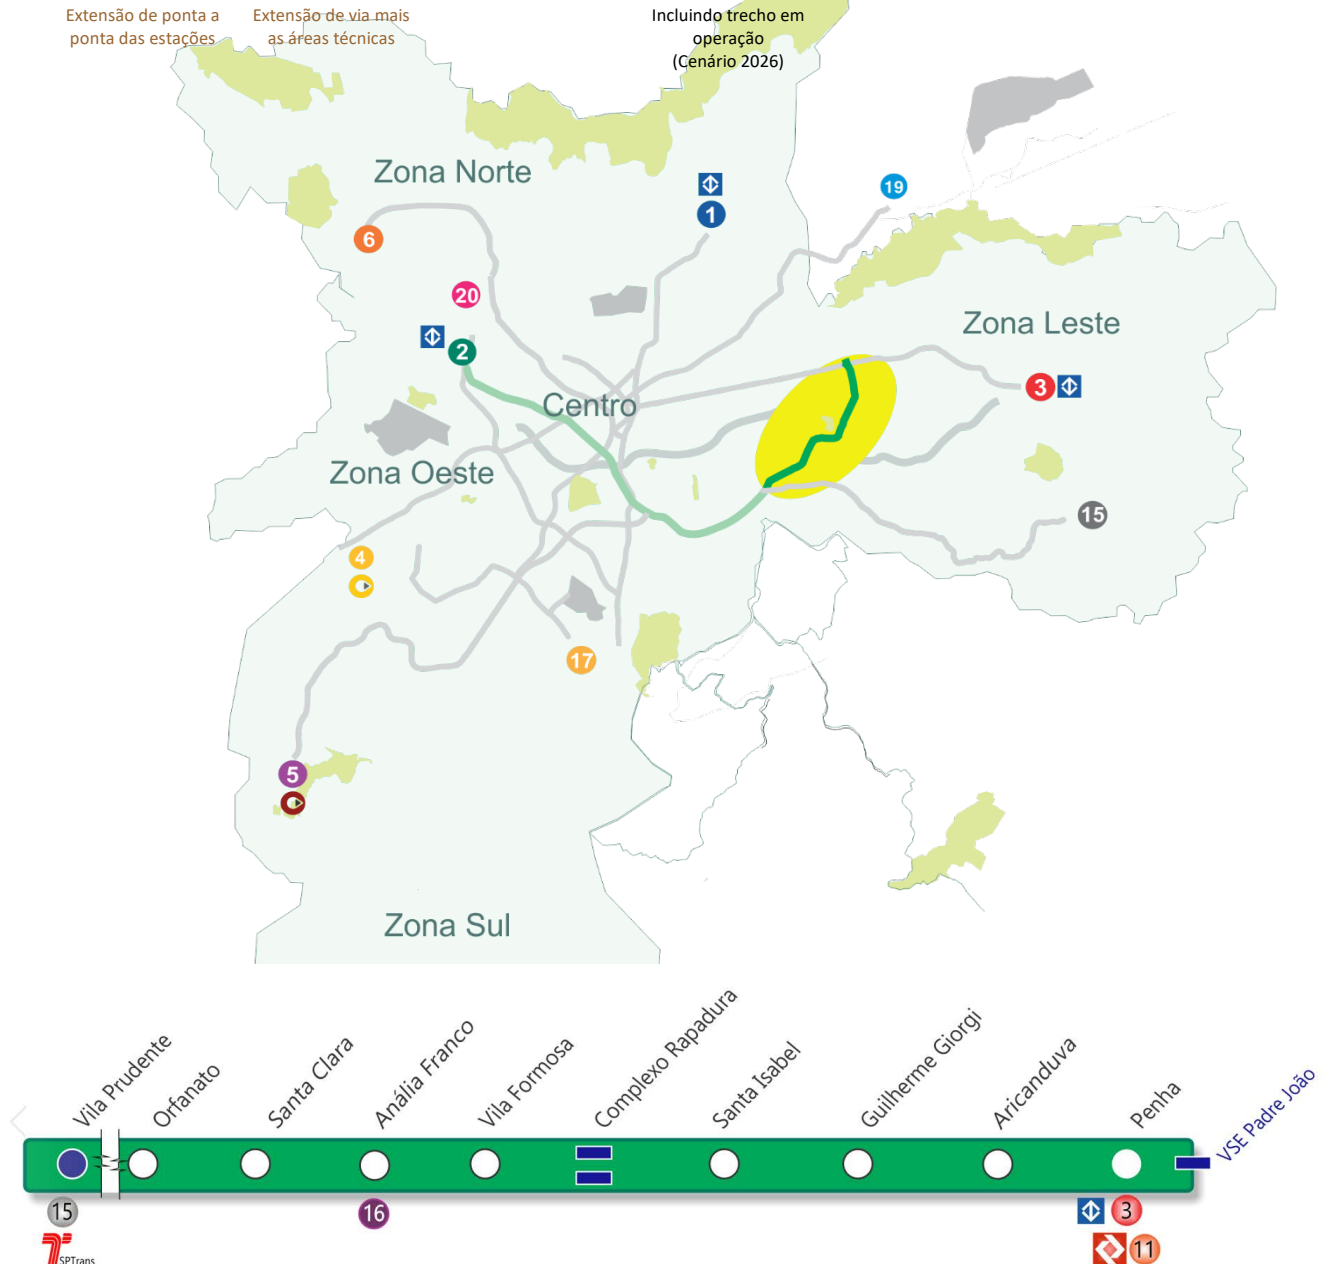 Extensão de ponta a
ponta das estações
Extensão de via mais
as áreas técnicas
Incluindo trecho em
operação
(Cenário 2026)
Zona Norte
19
1
6
20
Zona Leste
2
3
Centro
Zona Oeste
15
4
17
5
Zona Sul
Vila Prudente
Orfanato
Santa Clara
Anália Franco
Vila Formosa
Complexo Rapadura
Santa Isabel
Guilherme Giorgi
Aricanduva
Penha
VSE Padre João
15
16
3
SPTrans
11